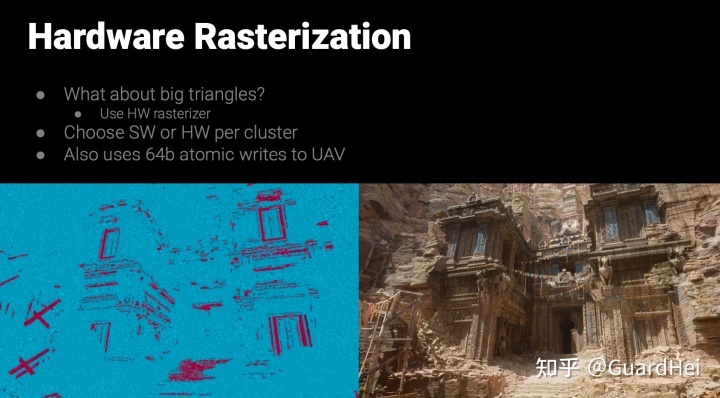 Hardware Rasterization
● What about big triangles?
● Use HW rasterizer
● Choose SW or HW per cluster
● Also uses 64b atomic writes to UAV
知乎 @GuardHei